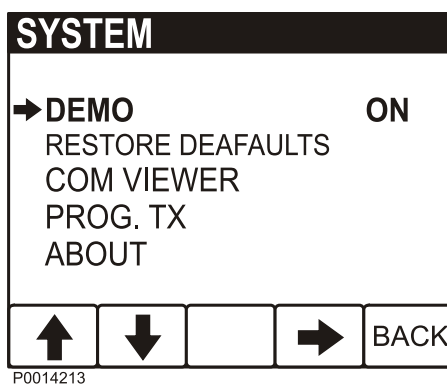 SYSTEM
DEMO ON
RESTORE DEAFAULTS
COM VIEWER
PROG. TX
ABOUT
BACK
P0014213